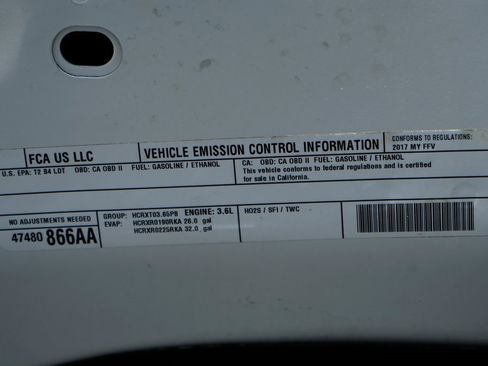 FCA US LLC
VEHICLE EMISSION CONTROL INFORMATION
CONFORMS TO REGULATIONS:
2017 MY FFV
U.S. EPA: T2 B4 LDT OBD: CA OBD II FUEL: GASOLINE / ETHANOL
CA: OBD: CA OBD II FUEL: GASOLINE / ETHANOL
This vehicle conforms to federal regulations and is certified
for sale in California.
NO ADJUSTMENTS NEEDED
47480 866AA
GROUP: HCRXT03.65P8 ENGINE: 3.6L
EVAP: HCRXR0190RKA 26.0 gal
HCRXR0225RKA 32.0 gal
HO2S / SFI / TWC